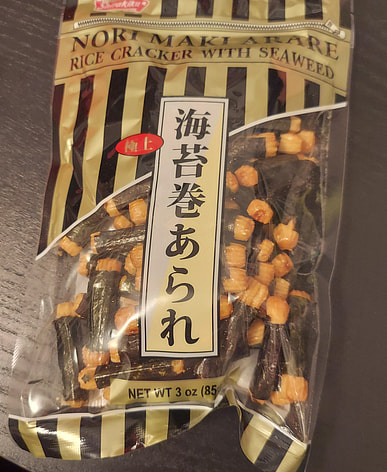 NORI MAKI ARARE
RICE CRACKER WITH SEAWEED
極上
海苔巻あられ
NET WT 3 oz (85